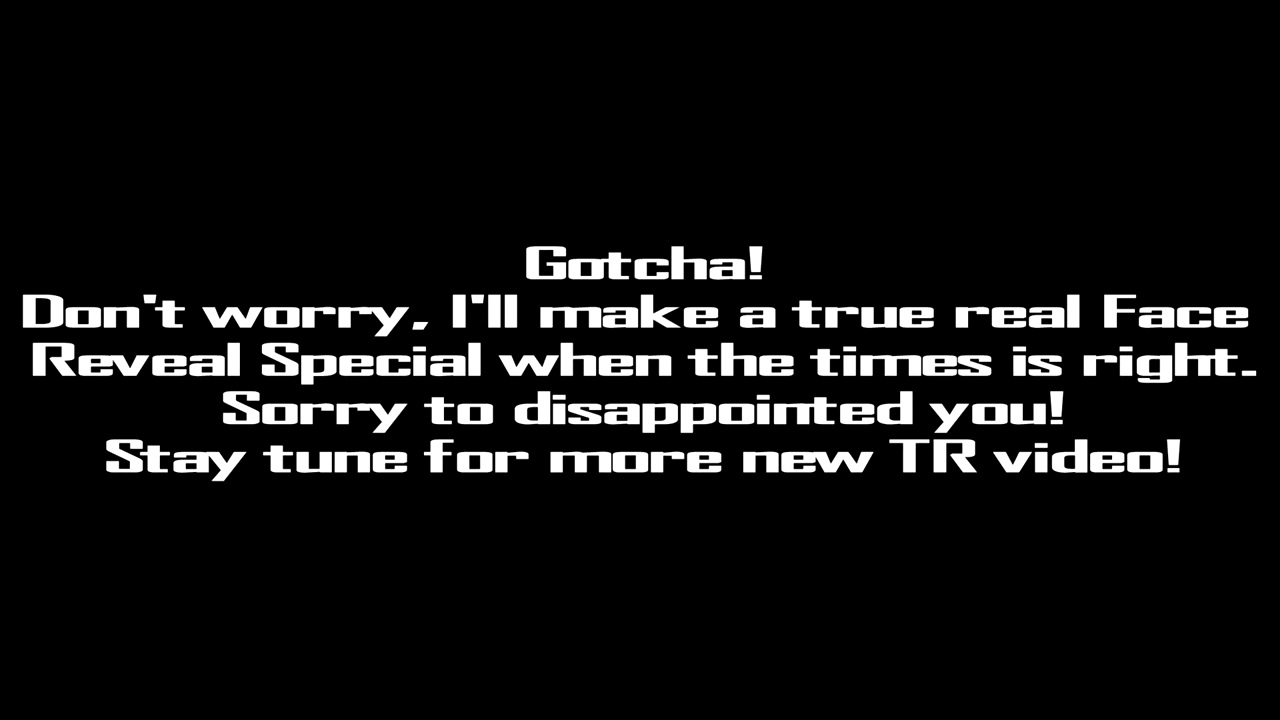 Gotcha!
Don't worry, I'll make a true real Face
Reveal Special when the times is right.
Sorry to disappointed you!
Stay tune for more new TR video!